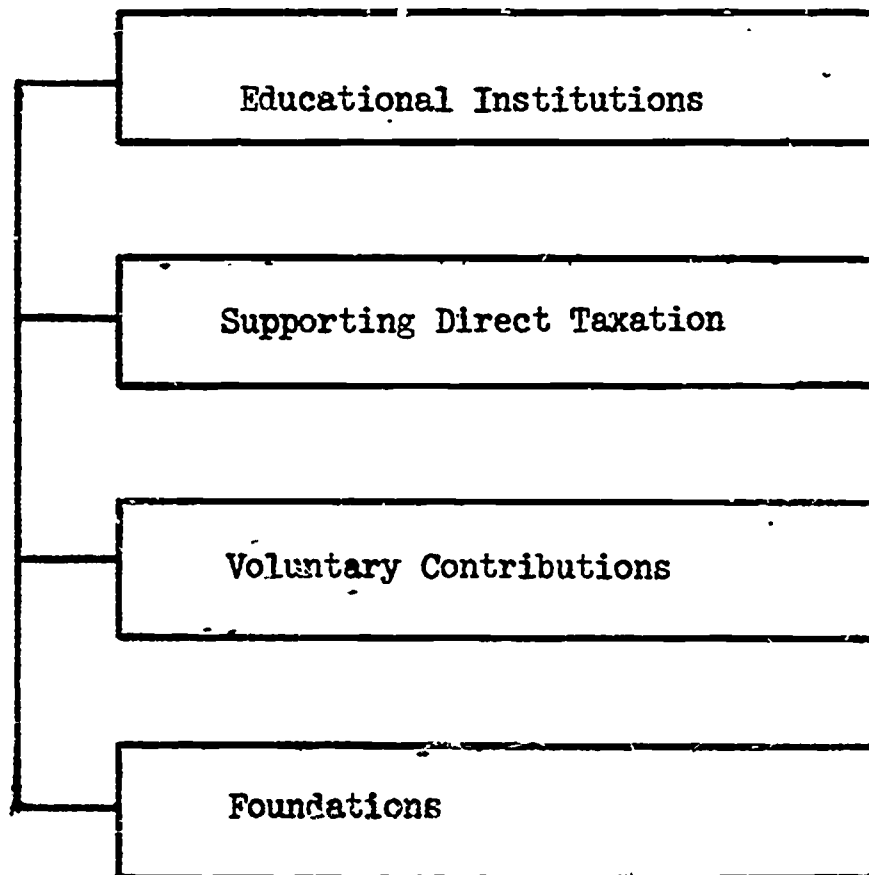 Educational Institutions
Supporting Direct Taxation
Voluntary Contributions
Foundations